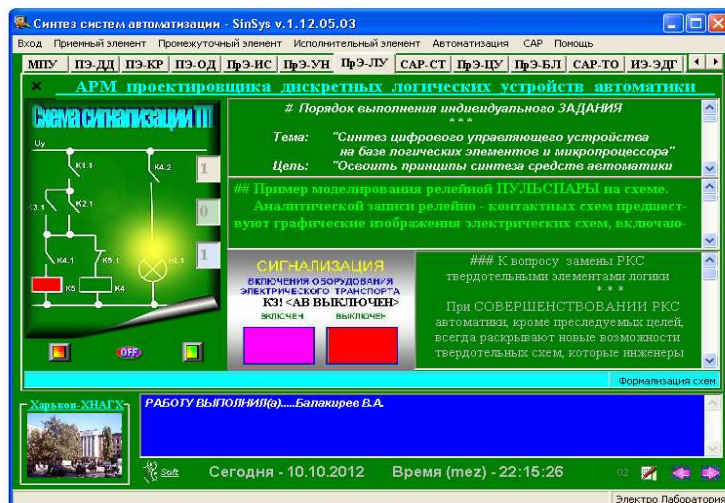 Синтез систем автоматизации - SinSys v.1.12.05.03
Вход Приемный элемент Промежуточный элемент Исполнительный элемент Автоматизация САР Помощь
МПУ ПЭ-ДД ПЭ-КР ПЭ-ОД ПрЭ-ИС ПрЭ-УН ПрЭ-ЛУ САР-СТ ПрЭ-ЦУ ПрЭ-БЛ САР-ТО ИЭ-ЭДГ
АРМ проектировщика дискретных логических устройств автоматики
Схема сигнализации ТП
Uy
K1.1
K4.2
1
K3.1
K2.1
0
K4.1
K5.1
HL1
1
K5
K4
OFF
# Порядок выполнения индивидуального ЗАДАНИЯ
* * *
Тема: "Синтез цифрового управляющего устройства
на базе логических элементов и микропроцессора"
Цель: "Освоить принципы синтеза средств автоматики
## Пример моделирования релейной ПУЛЬСПАРЫ на схеме.
Аналитической записи релейно - контактных схем предшест-
вуют графические изображения электрических схем, включаю-
СИГНАЛИЗАЦИЯ
ВКЛЮЧЕНИЯ ОБОРУДОВАНИЯ
ЭЛЕКТРИЧЕСКОГО ТРАНСПОРТА
КЗ! <АВ ВЫКЛЮЧЕН>
ВКЛЮЧЕН ВЫКЛЮЧЕН
### К вопросу замены РКС
твердотельными элементами логики
* * *
При СОВЕРШЕНСТВОВАНИИ РКС
автоматики, кроме преследуемых целей,
всегда раскрывают новые возможности
твердотельных схем, которые инженеры
Формализация схем
Харьков-ХНАГХ
РАБОТУ ВЫПОЛНИЛ(а).....Балакирев В.А.
Soft
Сегодня - 10.10.2012 Время (mez) - 22:15:26
02
Электро Лаборатория